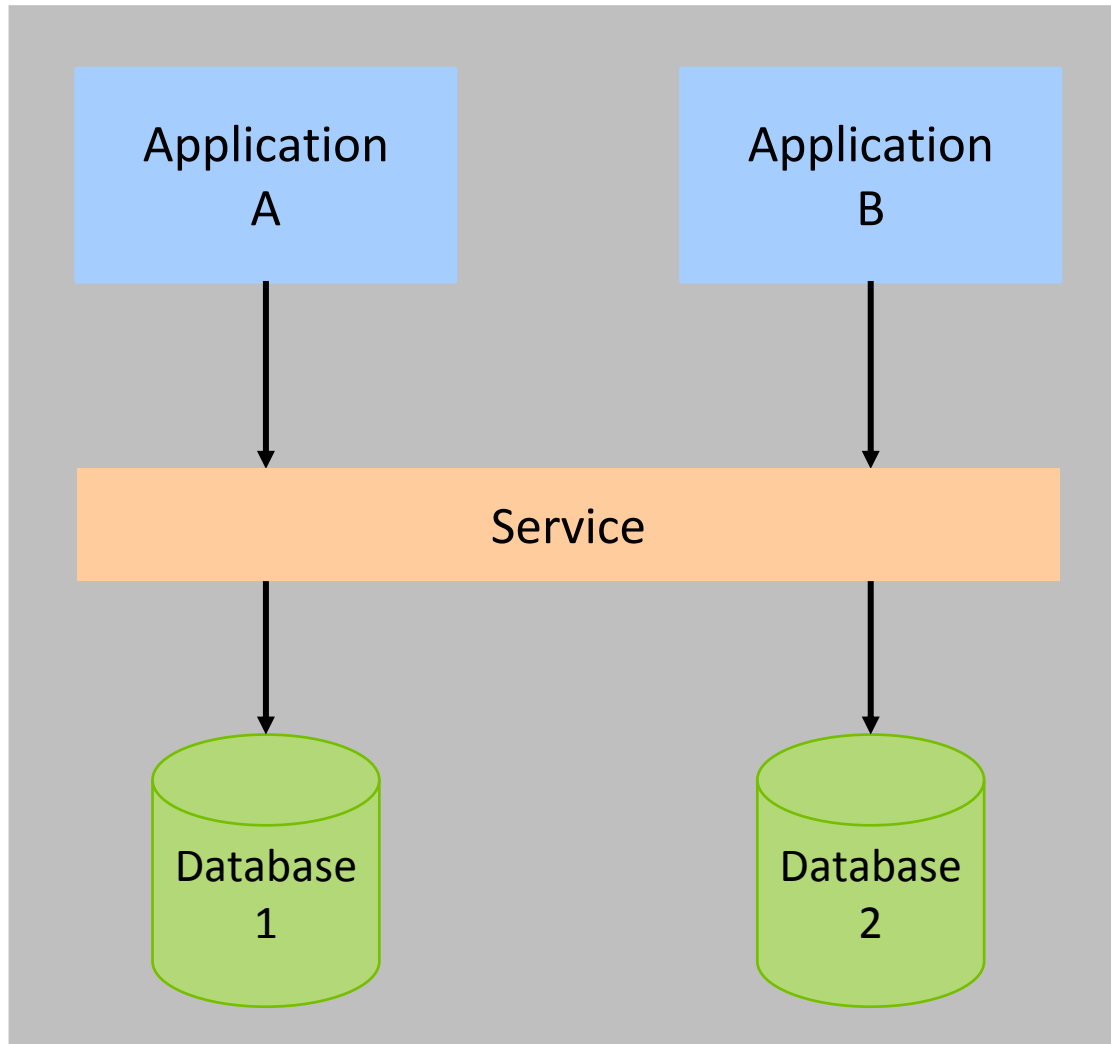 Application
A
Application
B
Service
Database
1
Database
2